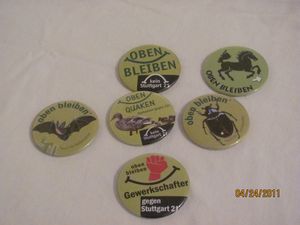 OBEN
BLEIBEN
kein
Stuttgart 21
OBEN BLEIBEN
oben bleiben
OBEN
QUAKEN
kein
Stuttgart 21
oben bleiben
oben
bleiben
Gewerkschafter
gegen
Stuttgart 21
04/24/2011